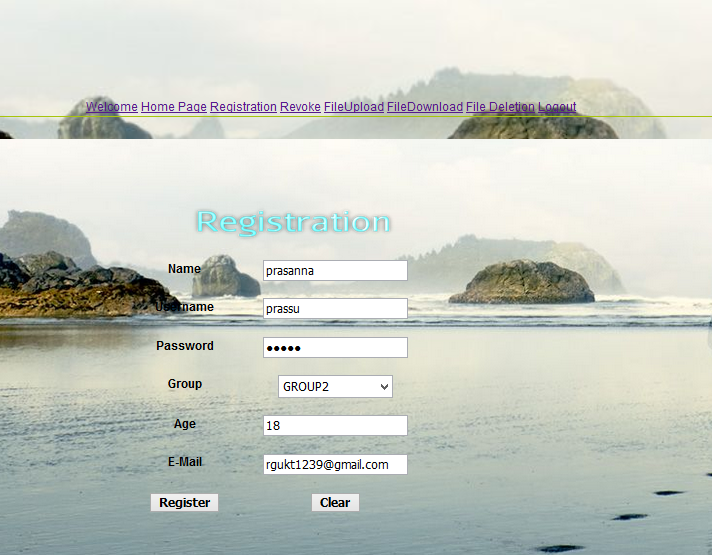 Welcome Home Page Registration Revoke FileUpload FileDownload File Deletion Logout
Registration
Name prasanna
Username prassu
Password ●●●●●
Group GROUP2
Age 18
E-Mail rgukt1239@gmail.com
Register Clear